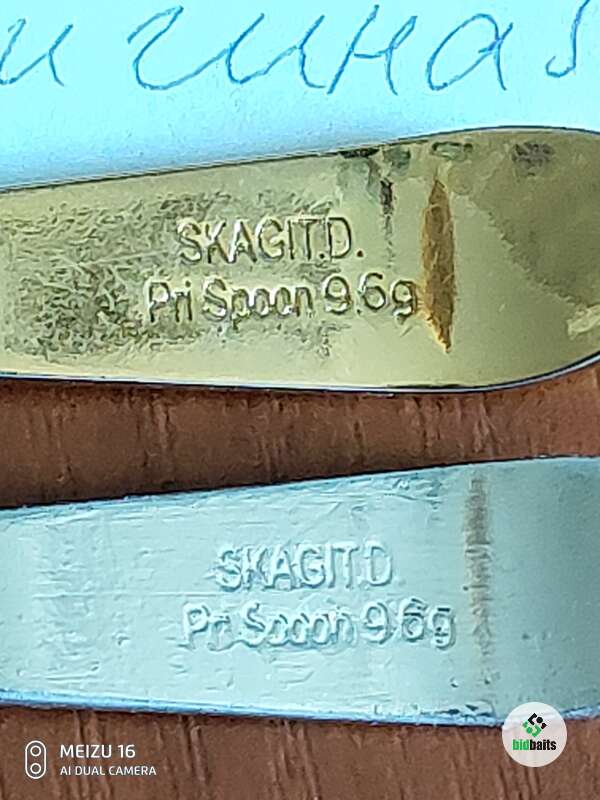 SKAGIT.D.
Pri Spoon 9.6g
SKAGIT.D
Pri Spoon 9.6g
bidbaits
MEIZU 16
AI DUAL CAMERA